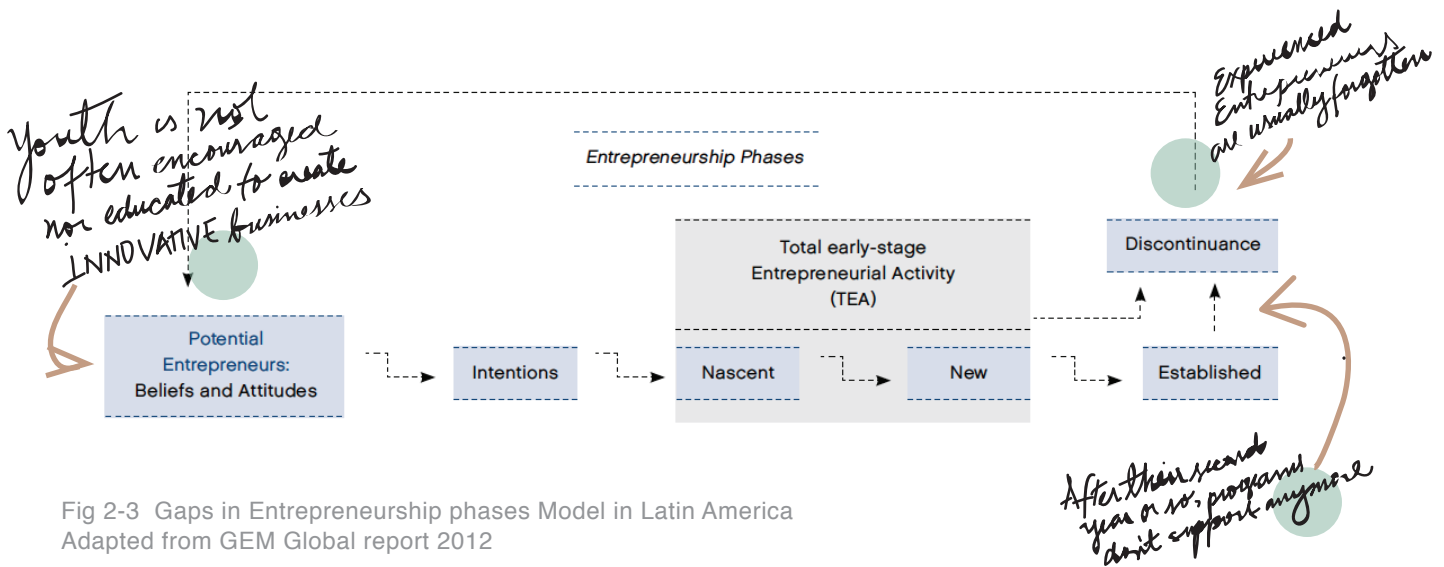 Youth is not
often encouraged
nor educated to create
INNOVATIVE businesses
Experienced
Entrepreneurs
are usually forgotten
Entrepreneurship Phases
Total early-stage
Entrepreneurial Activity
(TEA)
Discontinuance
Potential
Entrepreneurs:
Beliefs and Attitudes
Intentions
Nascent
New
Established
After their second
year or so, programs
don't support anymore
Fig 2-3 Gaps in Entrepreneurship phases Model in Latin America
Adapted from GEM Global report 2012